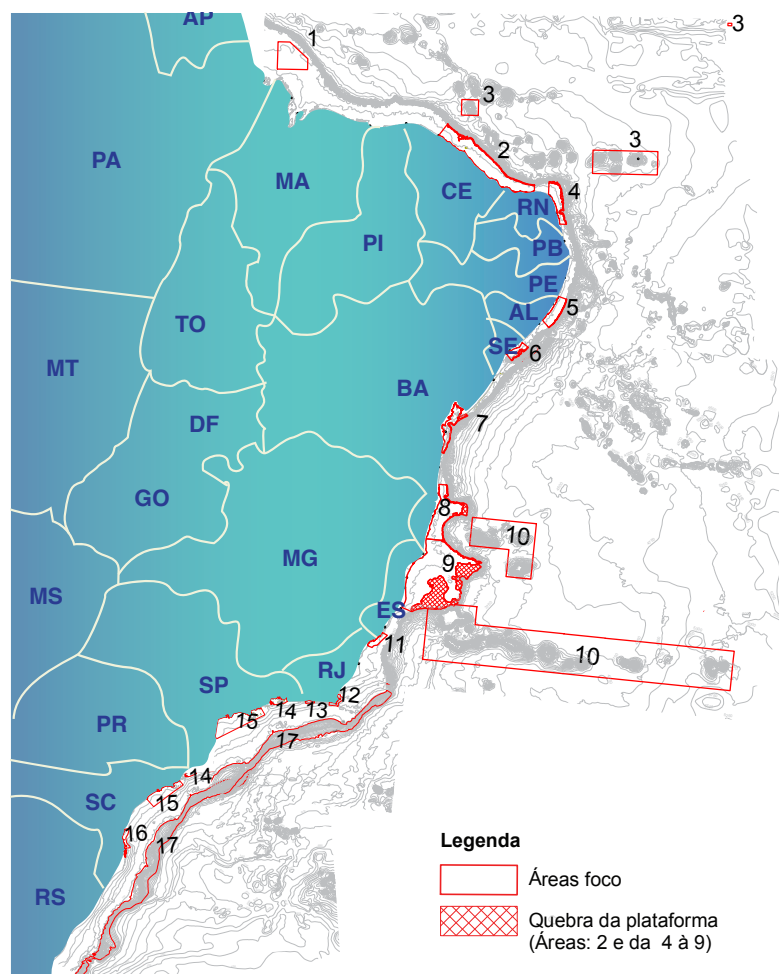 AP
1
3
3
3
PA
MA
CE
2
4
RN
PI
PB
PE
TO
AL
5
SE
6
MT
BA
7
DF
GO
8
10
MG
9
MS
ES
11
10
RJ
SP
12
13
14
15
PR
17
14
SC
15
16
17
RS
Legenda
Áreas foco
Quebra da plataforma
(Áreas: 2 e da 4 à 9)